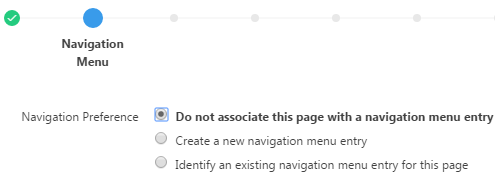 Navigation
Menu
Navigation Preference
Do not associate this page with a navigation menu entry
Create a new navigation menu entry
Identify an existing navigation menu entry for this page